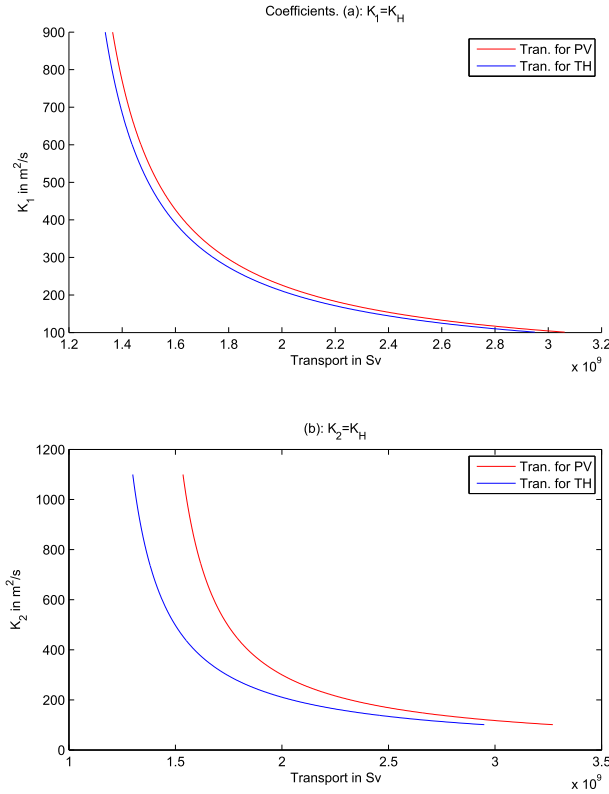 Coefficients. (a): K1=KH
900
800
700
600
500
400
300
200
100
K1 in m2/s
Tran. for PV
Tran. for TH
1.2 1.4 1.6 1.8 2 2.2 2.4 2.6 2.8 3 3.2
Transport in Sv
x 10^9
(b): K2=KH
1200
1000
800
600
400
200
0
K2 in m2/s
Tran. for PV
Tran. for TH
1 1.5 2 2.5 3 3.5
Transport in Sv
x 10^9